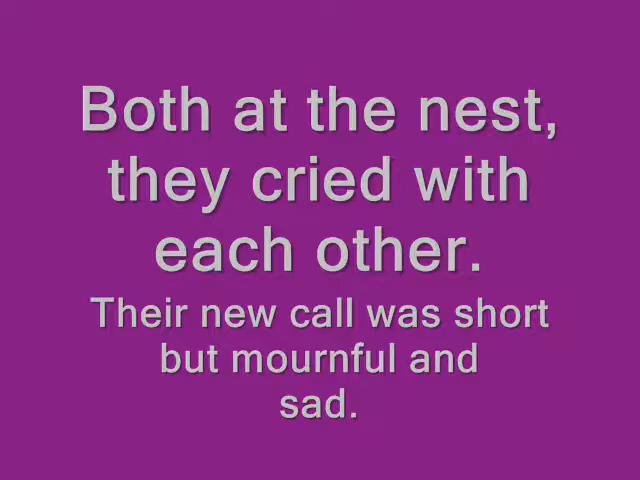 Both at the nest,
they cried with
each other.
Their new call was short
but mournful and
sad.